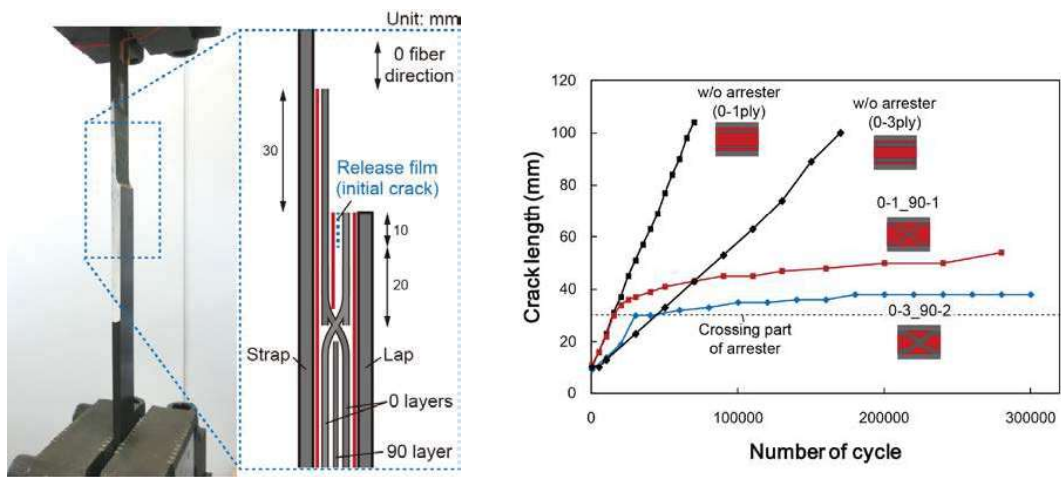 Unit: mm
0 fiber
direction
30
Release film
(initial crack)
10
20
Strap
Lap
0 layers
90 layer
Crack length (mm)
120
100
80
60
40
20
0
w/o arrester
(0-1ply)
w/o arrester
(0-3ply)
0-1_90-1
0-3_90-2
Crossing part
of arrester
0
100000
200000
300000
Number of cycle